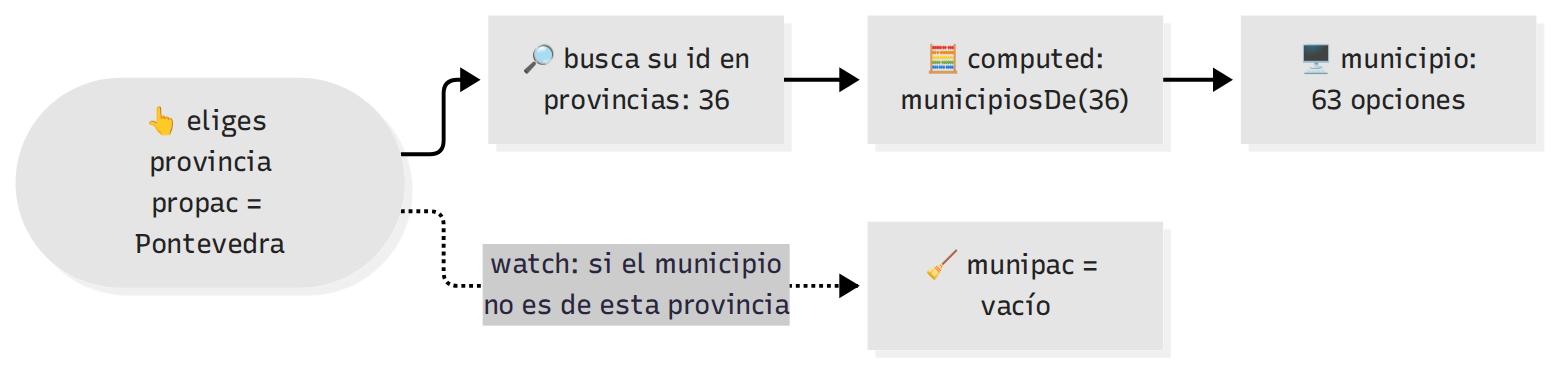 👆 eliges
provincia
propac =
Pontevedra
🔎 busca su id en
provincias: 36
🧮 computed:
municipiosDe(36)
🖥️ municipio:
63 opciones
watch: si el municipio
no es de esta provincia
🧹 munipac =
vacío